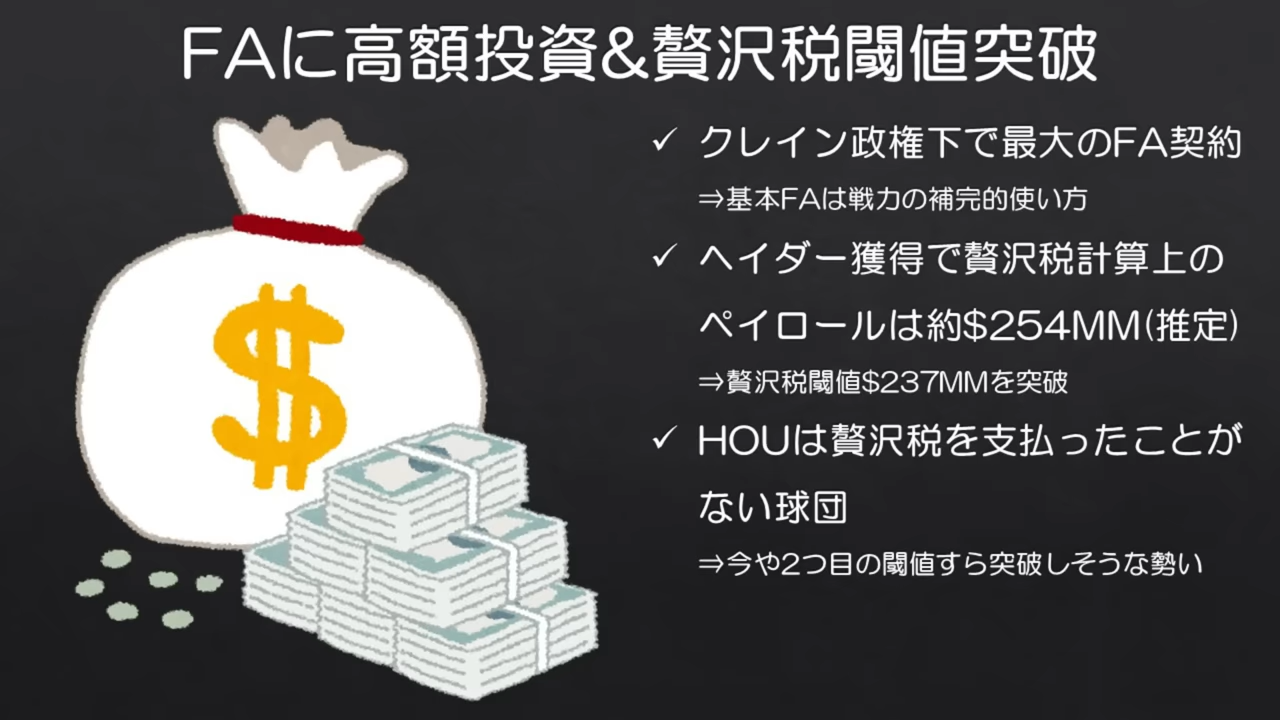 FAに高額投資&贅沢税閾値突破
✓ クレイン政権下で最大のFA契約
⇒基本FAは戦力の補完的使い方
✓ ヘイダー獲得で贅沢税計算上の
ペイロールは約$254MM(推定)
⇒贅沢税閾値$237MMを突破
✓ HOUは贅沢税を支払ったことが
ない球団
⇒今や2つ目の閾値すら突破しそうな勢い
$